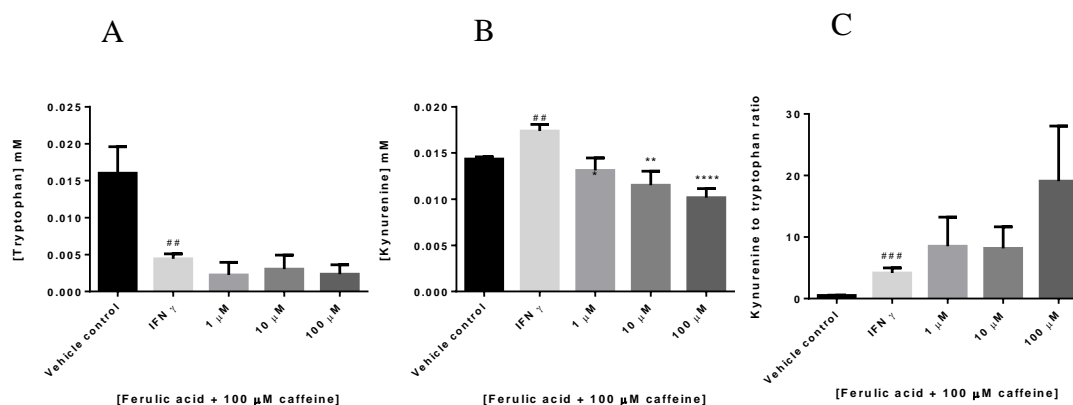 A
B
C
[Tryptophan] mM
0.025
0.020
0.015
0.010
0.005
0.000
##
Vehicle control
IFN γ
1 μM
10 μM
100 μM
[Ferulic acid + 100 μM caffeine]
[Kynurenine] mM
0.020
0.015
0.010
0.005
0.000
##
*
**
****
Vehicle control
IFN γ
1 μM
10 μM
100 μM
[Ferulic acid + 100 μM caffeine]
Kynurenine to tryptophan ratio
30
20
10
0
###
Vehicle control
IFN γ
1 μM
10 μM
100 μM
[Ferulic acid + 100 μM caffeine]